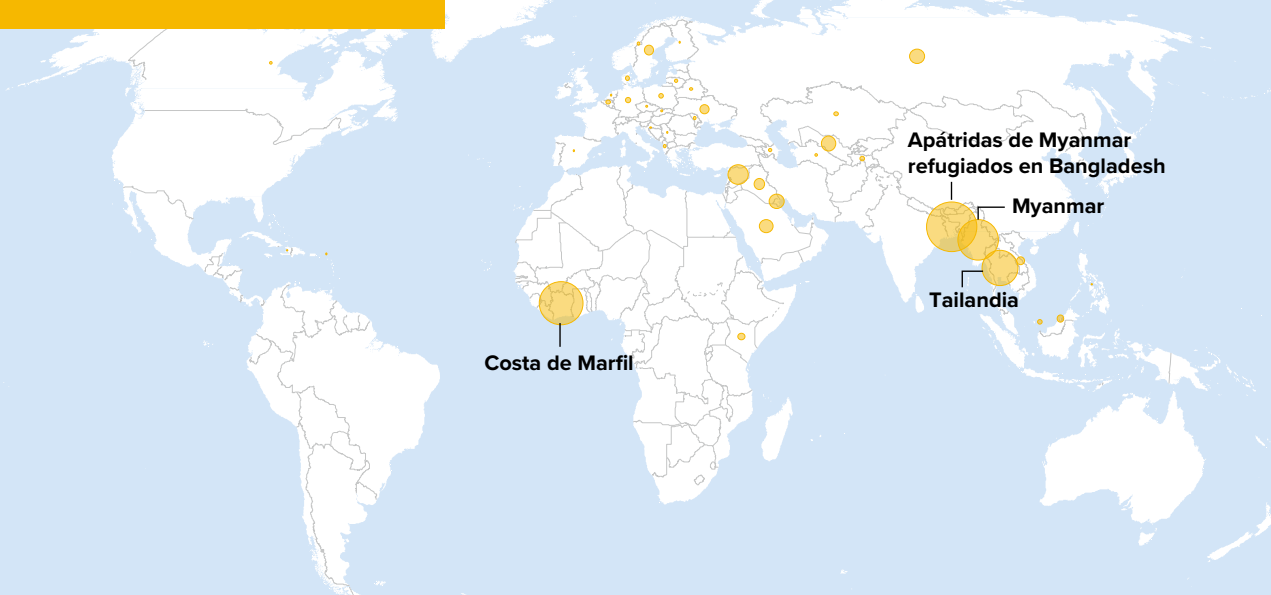 Apátridas de Myanmar
refugiados en Bangladesh
Myanmar
Tailandia
Costa de Marfil